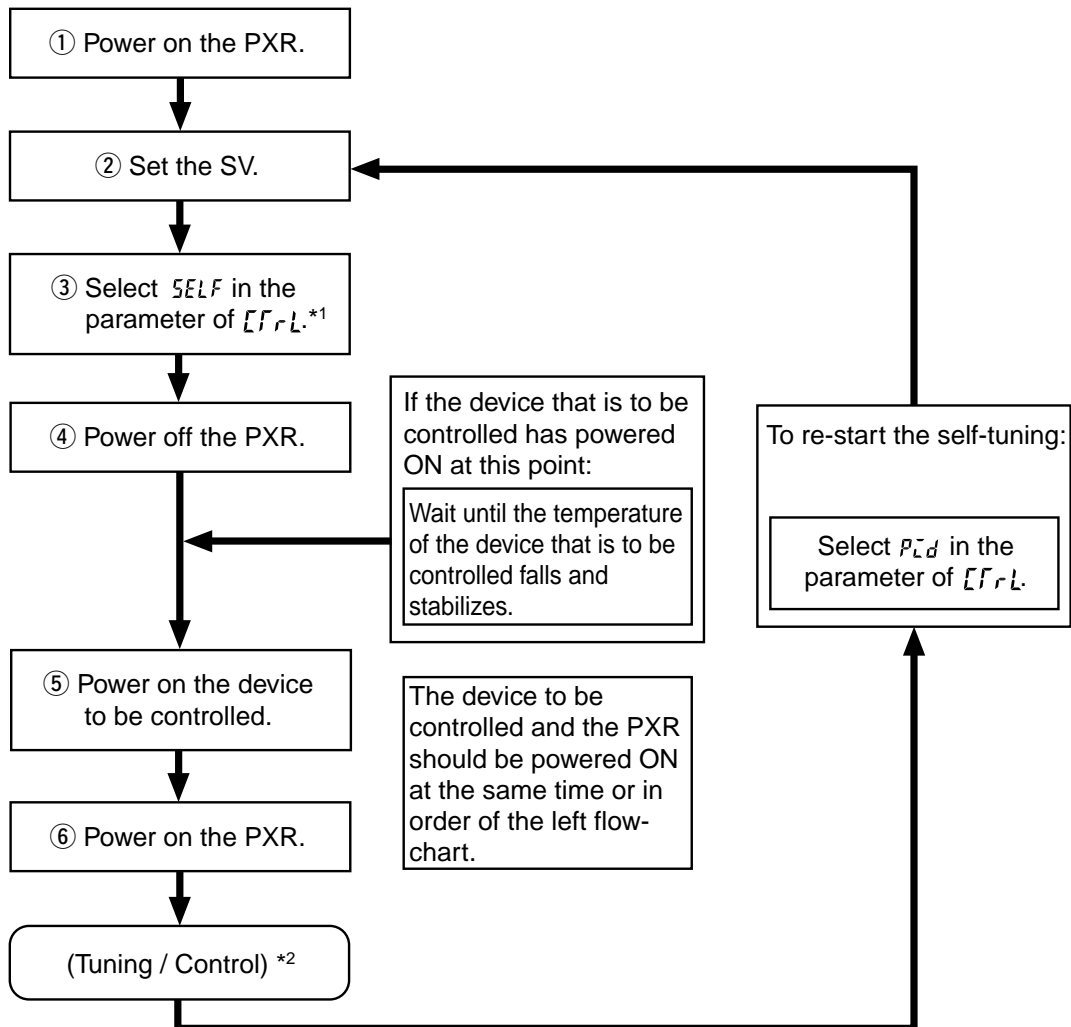 ① Power on the PXR.
② Set the SV.
③ Select SELF in the
parameter of CTrL.*1
④ Power off the PXR.
If the device that is to be
controlled has powered
ON at this point:
Wait until the temperature
of the device that is to be
controlled falls and
stabilizes.
To re-start the self-tuning:
Select PID in the
parameter of CTrL.
⑤ Power on the device
to be controlled.
The device to be
controlled and the PXR
should be powered ON
at the same time or in
order of the left flow-
chart.
⑥ Power on the PXR.
(Tuning / Control) *2